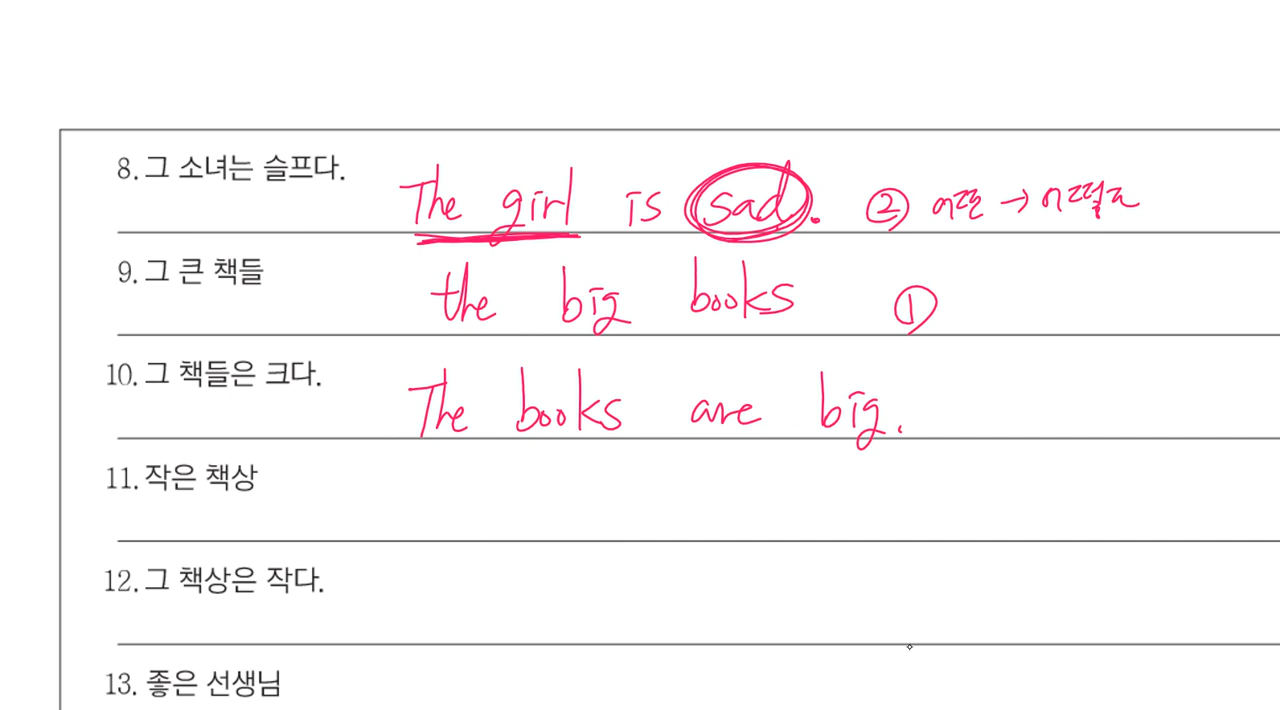 8. 그 소녀는 슬프다. The girl is sad. ② 어떤 → 어떻다
9. 그 큰 책들 the big books ①
10. 그 책들은 크다. The books are big.
11. 작은 책상
12. 그 책상은 작다.
13. 좋은 선생님